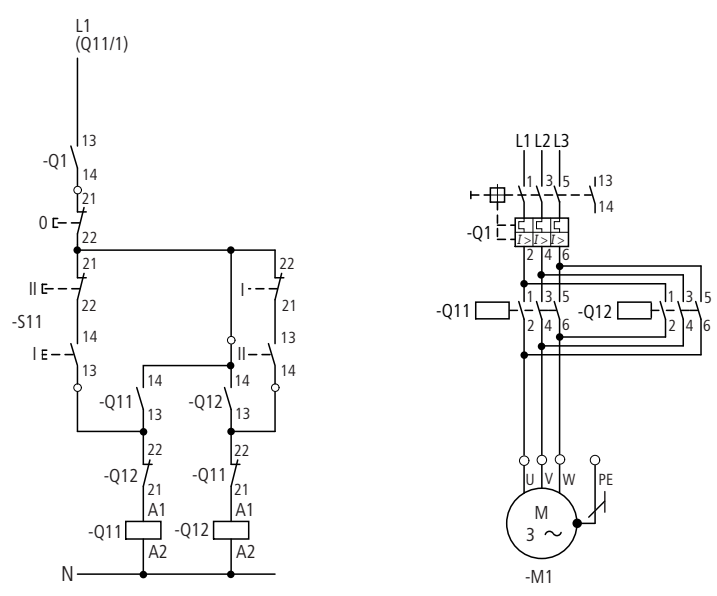 L1
(Q11/1)
13
-Q1
14
21
0
22
21
II
22
-S11
14
I
13
22
I
21
13
II
14
14
-Q11
13
14
-Q12
13
22
-Q12
21
22
-Q11
21
A1
-Q11
A2
A1
-Q12
A2
N
L1 L2 L3
1 3 5 13
14
-Q1
I> I> I>
2 4 6
-Q11
1 3 5
2 4 6
-Q12
1 3 5
2 4 6
U V W PE
M
3 ~
-M1